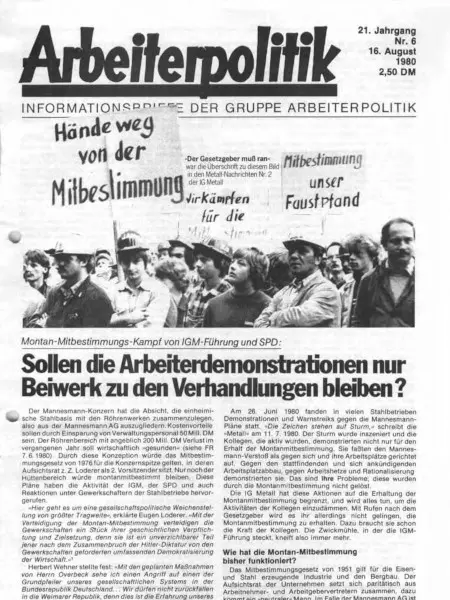 Arbeiterpolitik
21. Jahrgang
Nr. 6
16. August
1980
2,50 DM
INFORMATIONSBRIEFE DER GRUPPE ARBEITERPOLITIK
Hände weg
von der
Mitbestimmung
»Der Gesetzgeber muß ran«
war die Überschrift zu diesem Bild
in den Metall-Nachrichten Nr. 2
der IG Metall
Wir kämpfen
für die
Mitbestimmung
unser
Faustpfand
Montan-Mitbestimmungs-Kampf von IGM-Führung und SPD:
Sollen die Arbeiterdemonstrationen nur
Beiwerk zu den Verhandlungen bleiben?
Der Mannesmann-Konzern hat die Absicht, die einheimi-
sche Stahlbasis mit den Röhrenwerken zusammenzulegen,
also aus der Mannesmann AG auszugliedern. Kostenvorteile
sollen durch Einsparung von Verwaltungspersonal 50 Mill. DM
sein. Der Röhrenbereich mit angeblich 200 Mill. DM Verlust im
vergangenen Jahr soll wirtschaftlich »gesunden« (siehe FR
7.6. 1980). Durch diese Konzeption würde das Mitbestim-
mungsgesetz von 1976 für die Konzernspitze gelten, in deren
Aufsichtsrat z. Z. Loderer als 2. Vorsitzender sitzt. Nur noch der
Hüttenbereich würde montanmitbestimmt bleiben. Diese
Pläne haben die Aktivität der IGM, der SPD und auch
Reaktionen unter Gewerkschaftern der Stahlbetriebe hervor-
gerufen.
»Hier geht es um eine gesellschaftspolitische Weichenstel-
lung von größter Tragweite«, erklärte Eugen Loderer. »Mit der
Verteidigung der Montan-Mitbestimmung verteidigen die
Gewerkschaften ein Stück ihrer geschichtlichen Verpflich-
tung und Zielsetzung, denn sie ist ein unverzichtbarer Teil
jener nach dem Zusammenbruch der Hitler-Diktatur von den
Gewerkschaften geforderten umfassenden Demokratisierung
der Wirtschaft.«
Herbert Wehner stellte fest: »Mit den geplanten Maßnahmen
von Herrn Overbeck sehe ich einen Angriff auf einen der
Grundpfeiler unseres gesellschaftlichen Systems in der
Bundesrepublik Deutschland. .: Wir dürfen nicht zurückfallen
in die Weimarer Republik, denn dies ist die Erfahrung unseres
Am 26. Juni 1980 fanden in vielen Stahlbetrieben
Demonstrationen und Warnstreiks gegen die Mannesmann-
Pläne statt. »Die Zeichen stehen auf Sturm,« schreibt die
»Metall« am 11. 7. 1980. Der Sturm wurde inszeniert und die
Kollegen, die aktiv wurden, demonstrierten nicht nur für den
Erhalt der Montanmitbestimmung. Sie faßten den Mannes-
mann-Vorstoß als gegen sich und ihre Arbeitsplätze gerichtet
auf. Gegen den stattfindenden und sich ankündigenden
Arbeitsplatzabbau, gegen Arbeitshetze und Rationalisierung
demonstrierten sie. Das sind Ihre Probleme; diese wurden
durch die Montanmitbestimmung nicht gelöst.
Die IG Metall hat diese Aktionen auf die Erhaltung der
Montanmitbestimmung begrenzt, und wird alles tun, um die
Aktivitäten der Kollegen einzudämmen. Mit Rufen nach dem
Gesetzgeber wird es ihr allerdings nicht gelingen, die
Montanmitbestimmung zu erhalten. Dazu braucht sie schon
die Kraft der Kollegen. Die Zwickmühle, in der die IGM-
Führung steckt, kneift also immer mehr.
Wie hat die Montan-Mitbestimmung
bisher funktioniert?
Das Mitbestimmungsgesetz von 1951 gilt für die Eisen-
und Stahl erzeugende Industrie und den Bergbau. Der
Aufsichtsrat der Unternehmen setzt sich paritätisch aus
Arbeitnehmer- und Arbeitgebervertretern zusammen, dazu
kommt ein »neutraler« Mann. Im Falle der Mannesmann AG ist